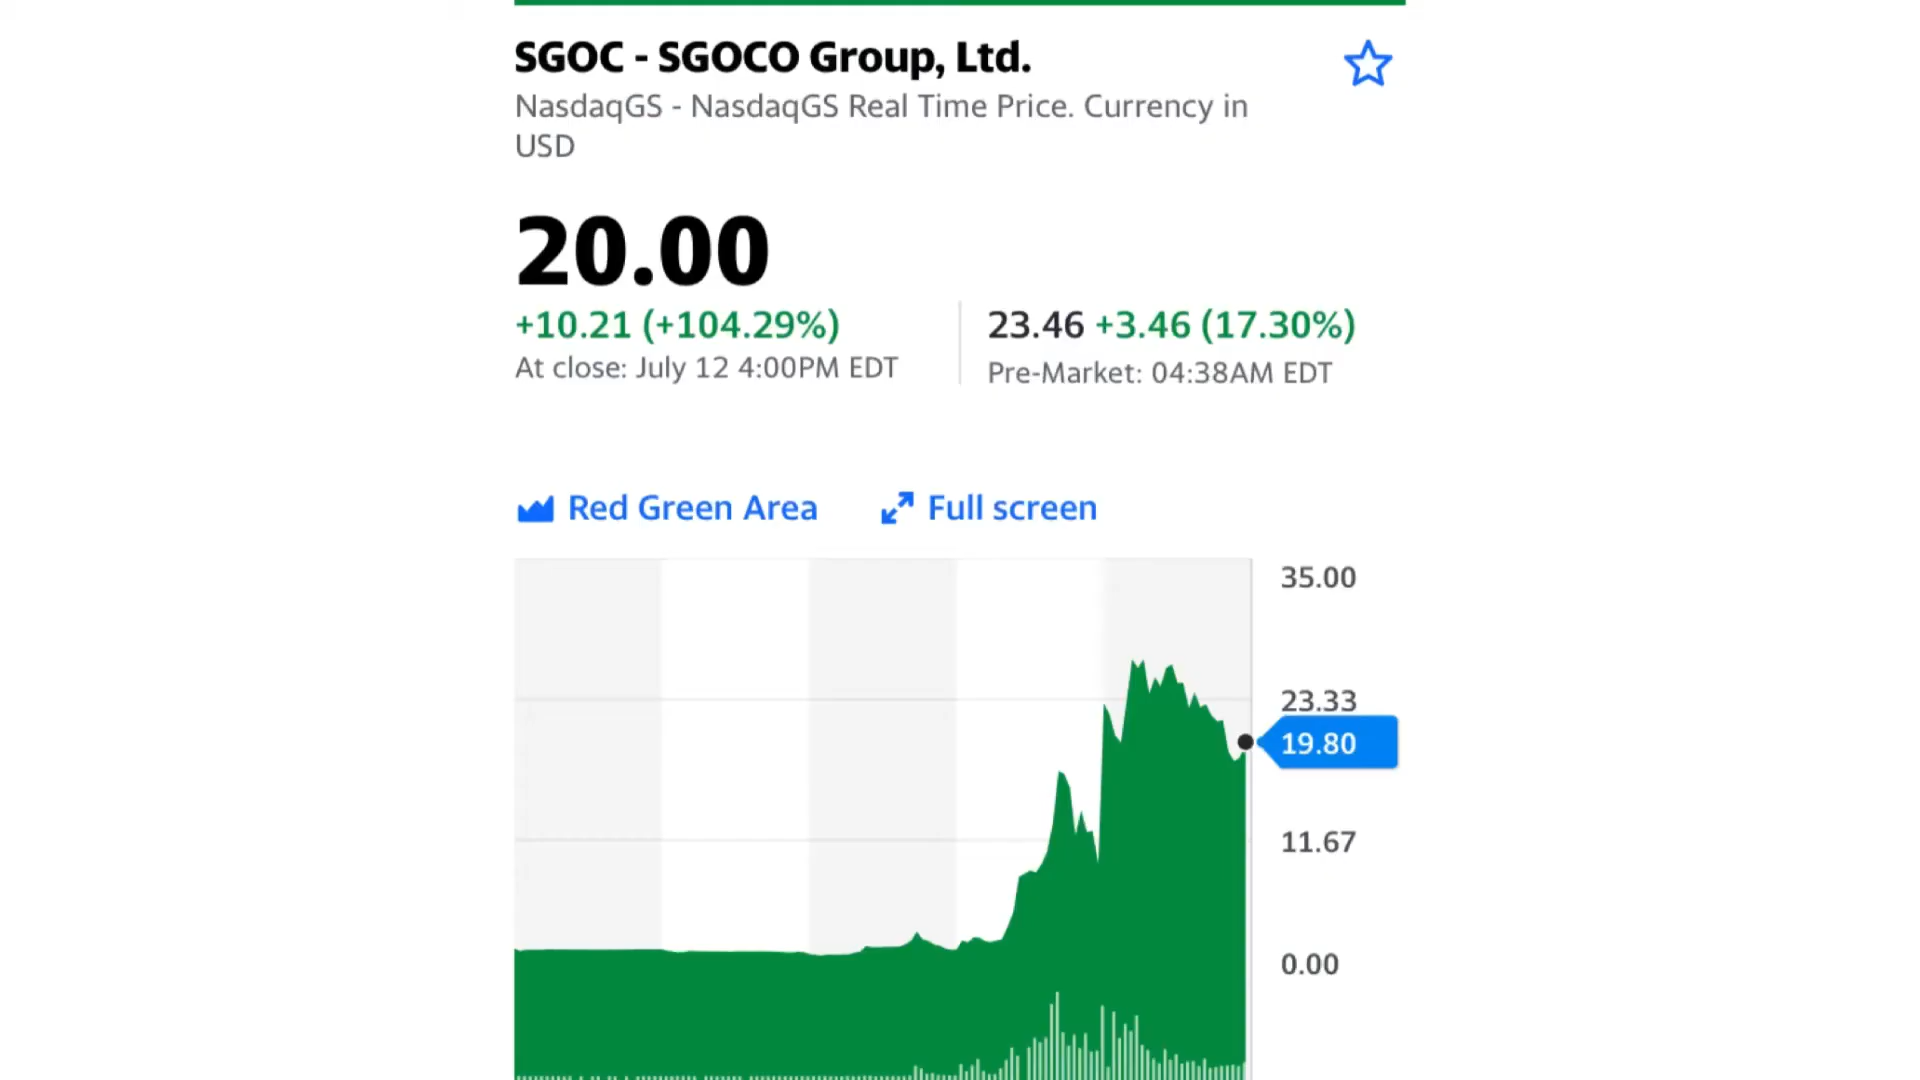 SGOC - SGOCO Group, Ltd.
NasdaqGS - NasdaqGS Real Time Price. Currency in
USD
20.00
+10.21 (+104.29%)
At close: July 12 4:00PM EDT
23.46 +3.46 (17.30%)
Pre-Market: 04:38AM EDT
Red Green Area
Full screen
35.00
23.33
19.80
11.67
0.00